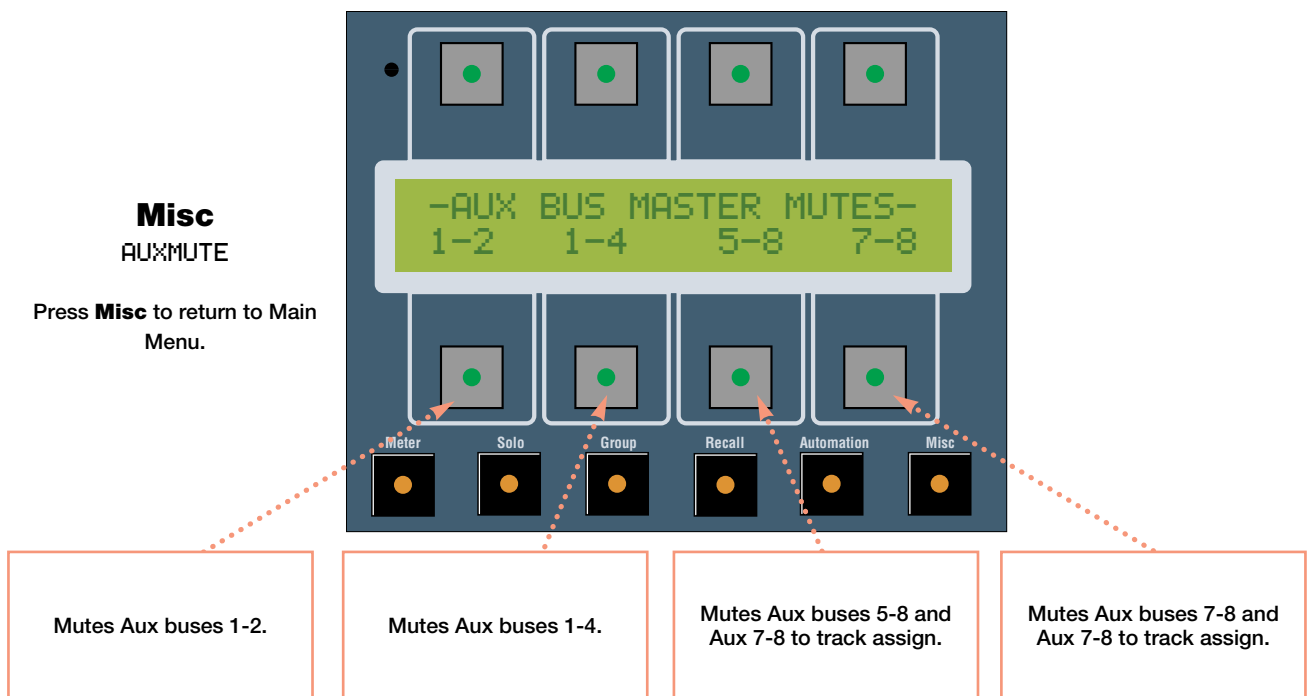 Misc
AUXMUTE
Press Misc to return to Main
Menu.
-AUX BUS MASTER MUTES-
1-2 1-4 5-8 7-8
Meter Solo Group Recall Automation Misc
Mutes Aux buses 1-2.
Mutes Aux buses 1-4.
Mutes Aux buses 5-8 and
Aux 7-8 to track assign.
Mutes Aux buses 7-8 and
Aux 7-8 to track assign.